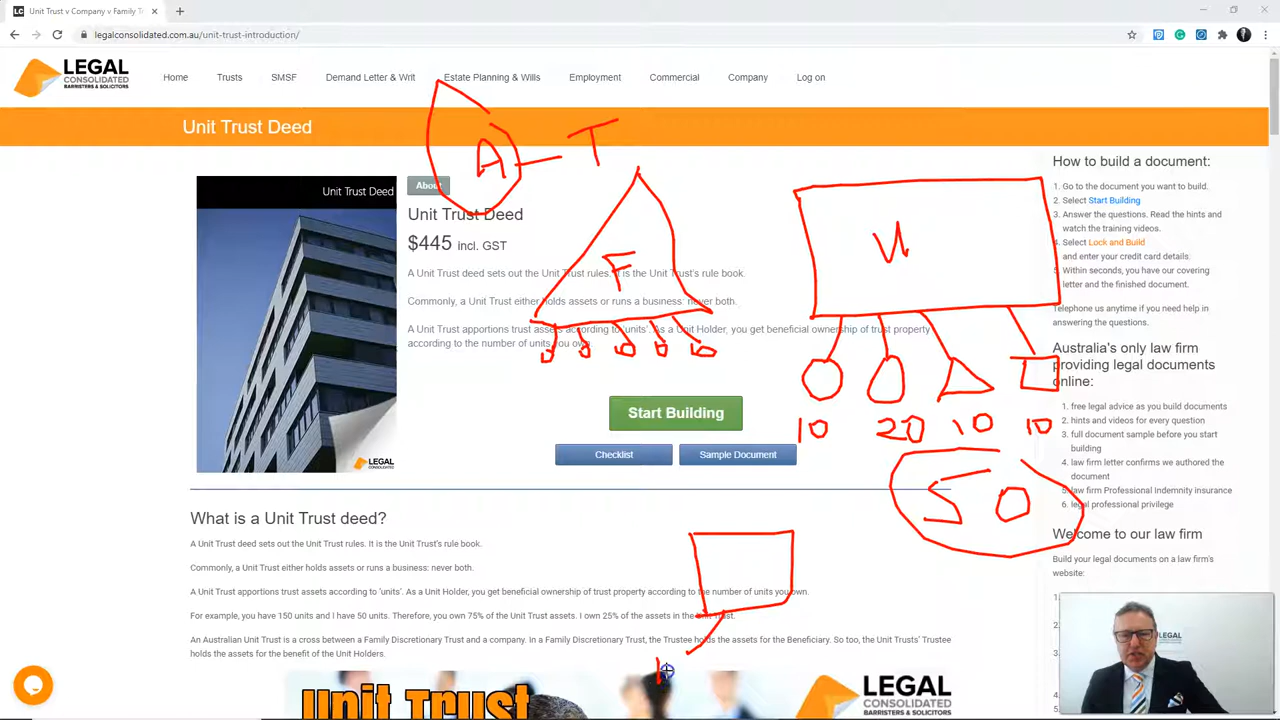 LC Unit Trust v Company v Family T
legalconsolidated.com.au/unit-trust-introduction/
LEGAL
CONSOLIDATED
BARRISTERS & SOLICITORS
Home Trusts SMSF Demand Letter & Writ Estate Planning & Wills Employment Commercial Company Log on
Unit Trust Deed
A T
Unit Trust Deed
LEGAL
CONSOLIDATED
About
Unit Trust Deed
$445 incl. GST
A Unit Trust deed sets out the Unit Trust rules. It is the Unit Trust's rule book.
Commonly, a Unit Trust either holds assets or runs a business: never both.
A Unit Trust apportions trust assets according to 'units'. As a Unit Holder, you get beneficial ownership of trust property
according to the number of units you own.
F
U
10 20 10 10
50
Start Building
Checklist Sample Document
How to build a document:
1. Go to the document you want to build.
2. Select Start Building
3. Answer the questions. Read the hints and
watch the training videos.
4. Select Lock and Build
and enter your credit card details.
5. Within seconds, you have our covering
letter and the finished document.
Telephone us anytime if you need help in
answering the questions.
Australia's only law firm
providing legal documents
online:
1. free legal advice as you build documents
2. hints and videos for every question
3. full document sample before you start
building
4. law firm letter confirms we authored the
document
5. law firm Professional Indemnity insurance
6. legal professional privilege
Welcome to our law firm
Build your legal documents on a law firm's
website:
What is a Unit Trust deed?
A Unit Trust deed sets out the Unit Trust rules. It is the Unit Trust's rule book.
Commonly, a Unit Trust either holds assets or runs a business: never both.
A Unit Trust apportions trust assets according to 'units'. As a Unit Holder, you get beneficial ownership of trust property according to the number of units you own.
For example, you have 150 units and I have 50 units. Therefore, you own 75% of the Unit Trust assets. I own 25% of the assets in the Unit Trust.
An Australian Unit Trust is a cross between a Family Discretionary Trust and a company. In a Family Discretionary Trust, the Trustee holds the assets for the Beneficiary. So too, the Unit Trusts' Trustee
holds the assets for the benefit of the Unit Holders.
Unit Trust
LEGAL
CONSOLIDATED
LEGAL